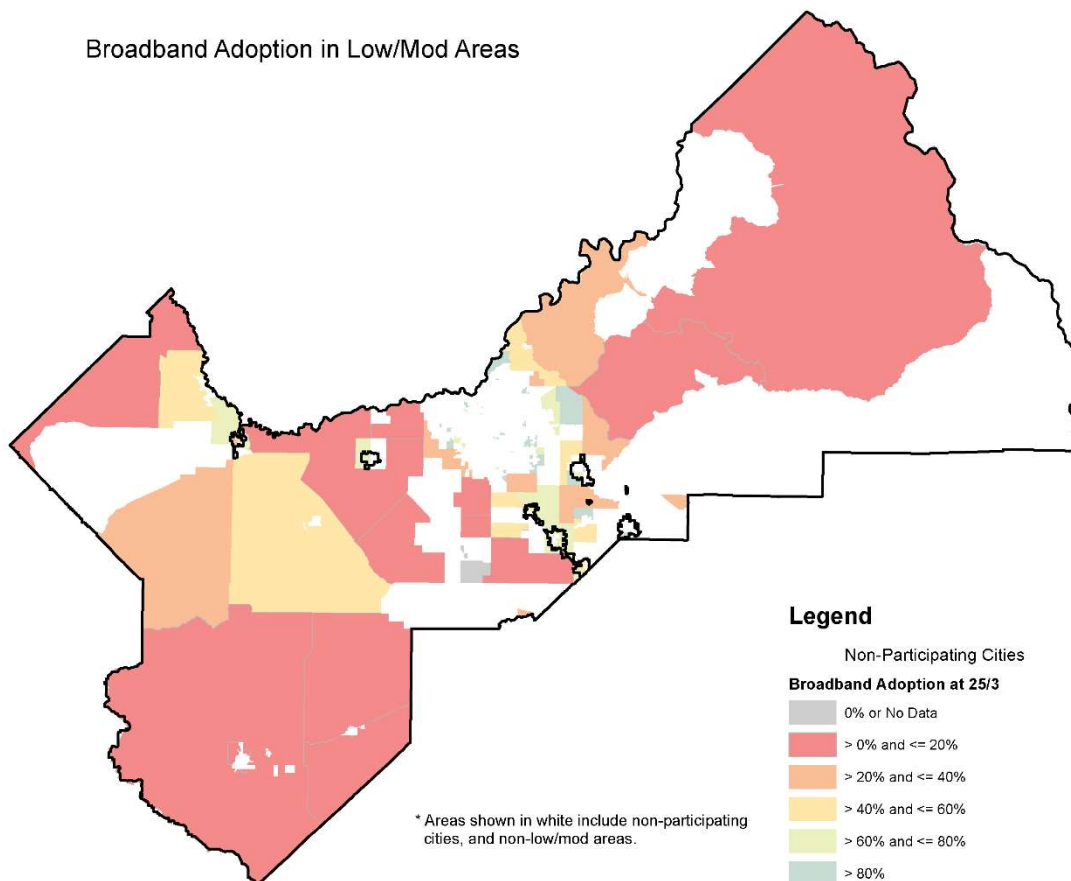 Broadband Adoption in Low/Mod Areas
Legend
Non-Participating Cities
Broadband Adoption at 25/3
0% or No Data
> 0% and <= 20%
> 20% and <= 40%
> 40% and <= 60%
> 60% and <= 80%
> 80%
* Areas shown in white include non-participating
cities, and non-low/mod areas.